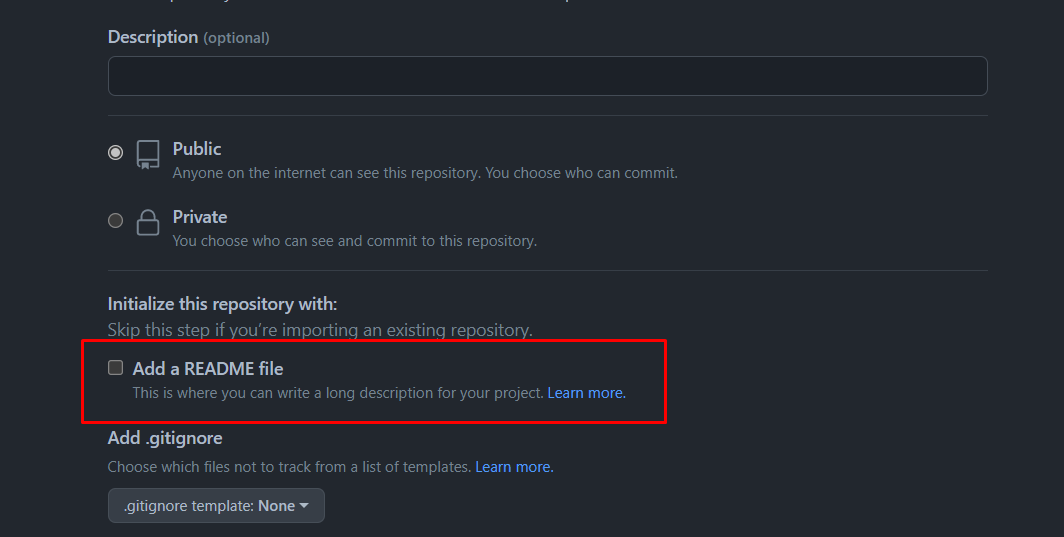 Description (optional)
Public
Anyone on the internet can see this repository. You choose who can commit.
Private
You choose who can see and commit to this repository.
Initialize this repository with:
Skip this step if you're importing an existing repository.
Add a README file
This is where you can write a long description for your project. Learn more.
Add .gitignore
Choose which files not to track from a list of templates. Learn more.
.gitignore template: None